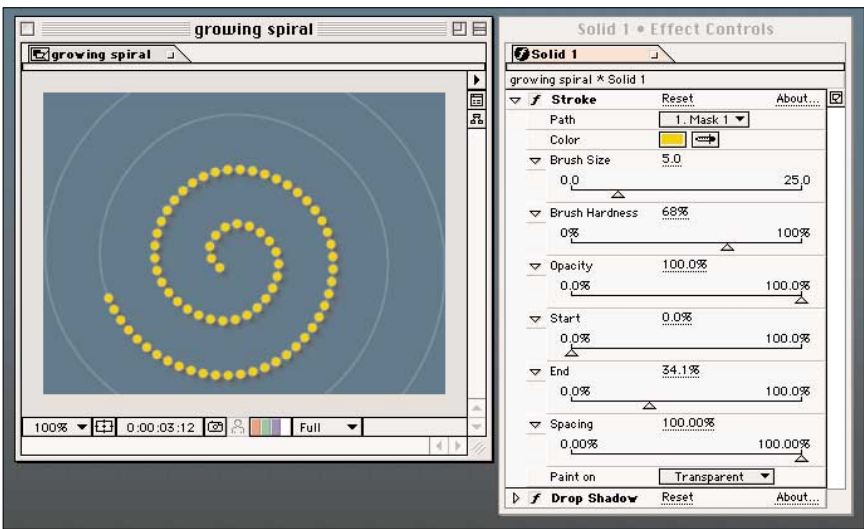 growing spiral
growing spiral
100% 0:00:03:12 Full
Solid 1 • Effect Controls
Solid 1
growing spiral * Solid 1
Stroke Reset About...
Path 1. Mask 1
Color
Brush Size 5.0
0.0 25.0
Brush Hardness 68%
0% 100%
Opacity 100.0%
0.0% 100.0%
Start 0.0%
0.0% 100.0%
End 34.1%
0.0% 100.0%
Spacing 100.00%
0.00% 100.00%
Paint on Transparent
Drop Shadow Reset About...